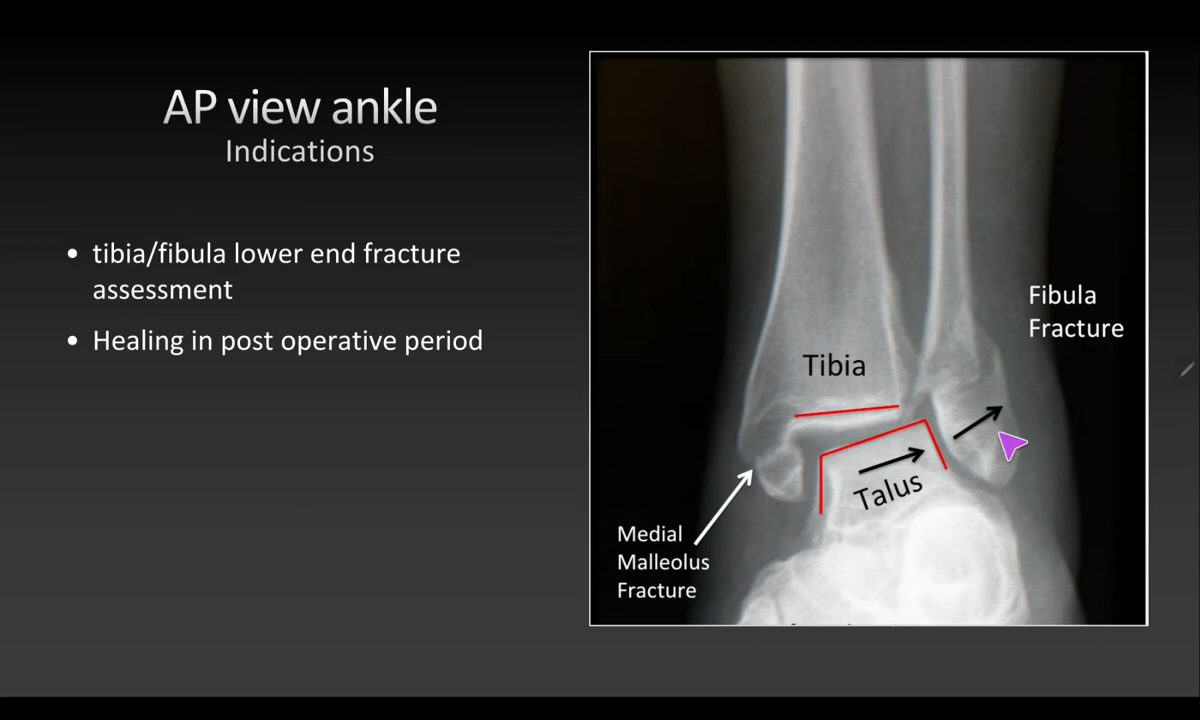 AP view ankle
Indications
• tibia/fibula lower end fracture
assessment
• Healing in post operative period
Fibula
Fracture
Tibia
Talus
Medial
Malleolus
Fracture